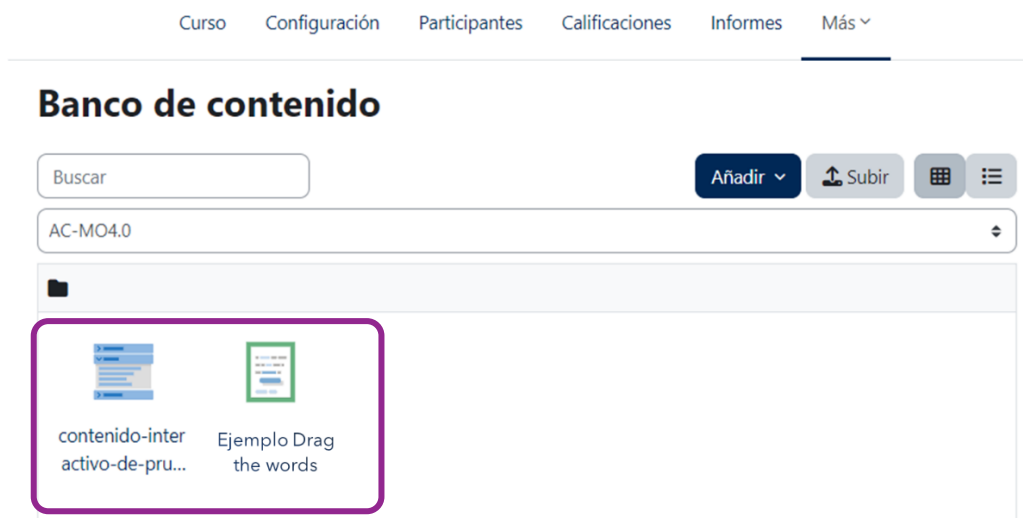 Curso Configuración Participantes Calificaciones Informes Más
Banco de contenido
Buscar
Añadir Subir
AC-MO4.0
contenido-inter
activo-de-pru...
Ejemplo Drag
the words